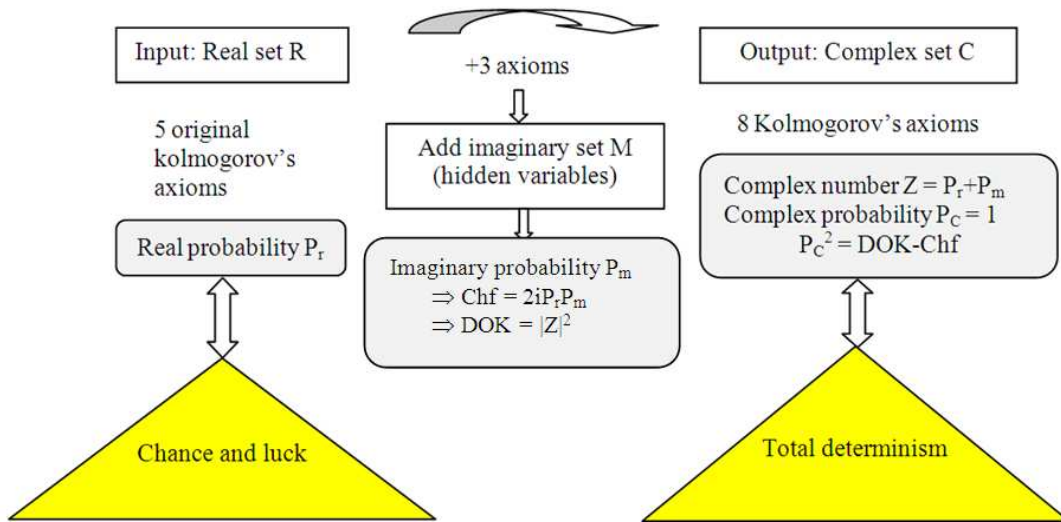 Input: Real set R
5 original
kolmogorov's
axioms
Real probability Pᵣ
Chance and luck
+3 axioms
Add imaginary set M
(hidden variables)
Imaginary probability Pₘ
⇒ Chf = 2iPᵣPₘ
⇒ DOK = |Z|²
Output: Complex set C
8 Kolmogorov's axioms
Complex number Z = Pᵣ+Pₘ
Complex probability P_C = 1
P_C² = DOK-Chf
Total determinism